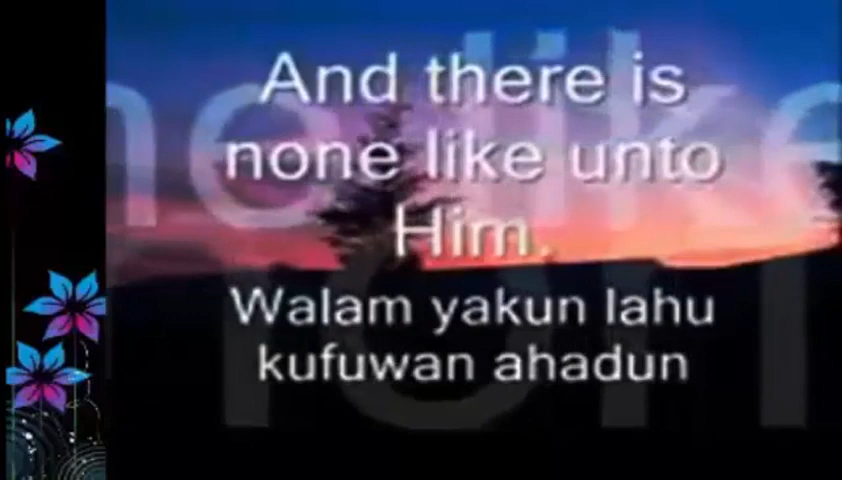 And there is
none like unto
Him.
Walam yakun lahu
kufuwan ahadun